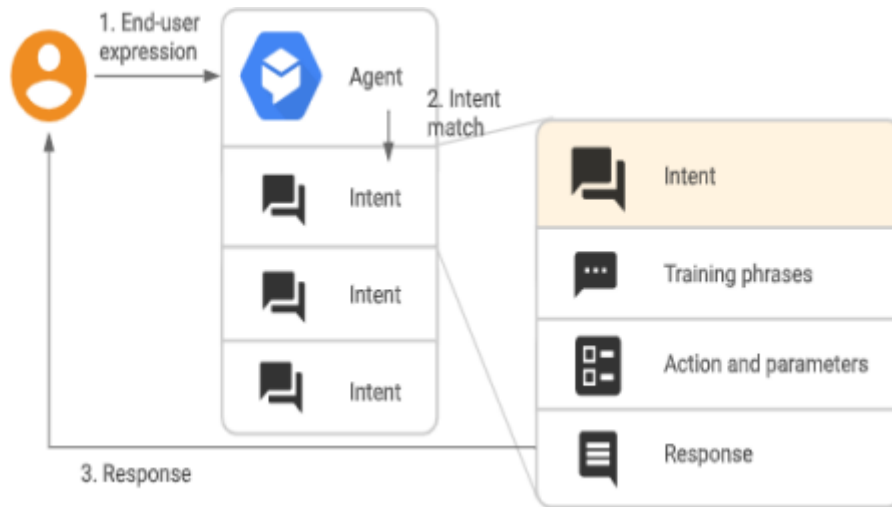 1. End-user
expression
Agent
2. Intent
match
Intent
Intent
Intent
Intent
Training phrases
Action and parameters
Response
3. Response